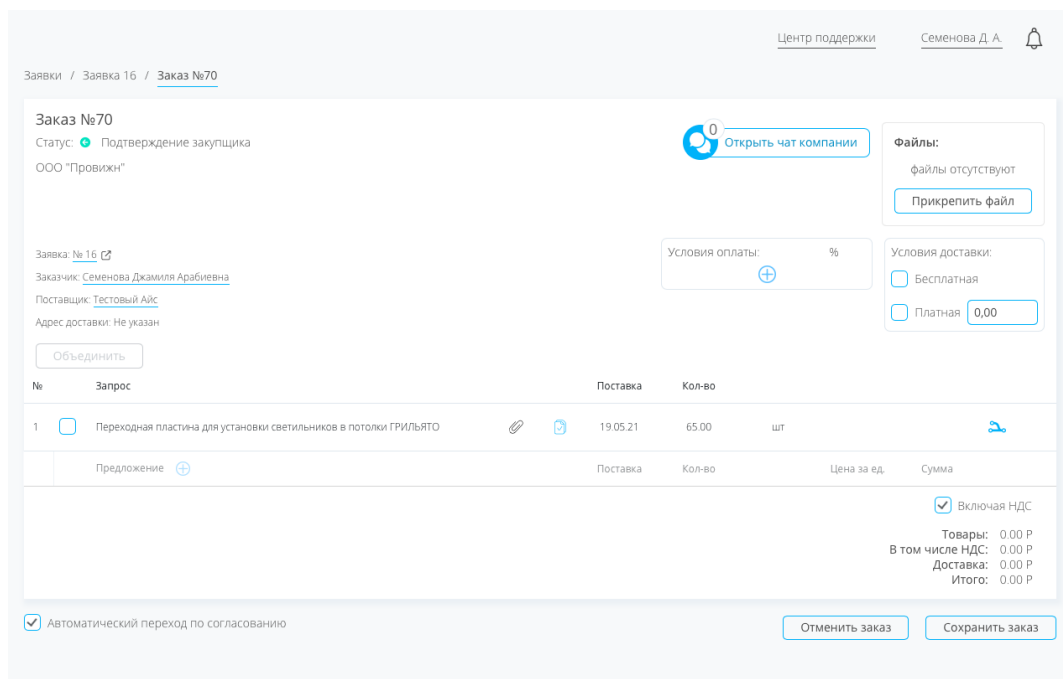 Центр поддержки Семенова Д. А.
Заявки / Заявка 16 / Заказ №70
Заказ №70
Статус: Подтверждение закупщика
ООО "Провижн"
0
Открыть чат компании
Файлы:
файлы отсутствуют
Прикрепить файл
Заявка: № 16
Заказчик: Семенова Джамиля Арабиевна
Поставщик: Тестовый Айс
Адрес доставки: Не указан
Условия оплаты: %
Условия доставки:
Бесплатная
Платная 0,00
Объединить
№ Запрос Поставка Кол-во
1 Переходная пластина для установки светильников в потолки ГРИЛЬЯТО 19.05.21 65.00 шт
Предложение Поставка Кол-во Цена за ед. Сумма
Включая НДС
Товары: 0.00 Р
В том числе НДС: 0.00 Р
Доставка: 0.00 Р
Итого: 0.00 Р
Автоматический переход по согласованию
Отменить заказ Сохранить заказ